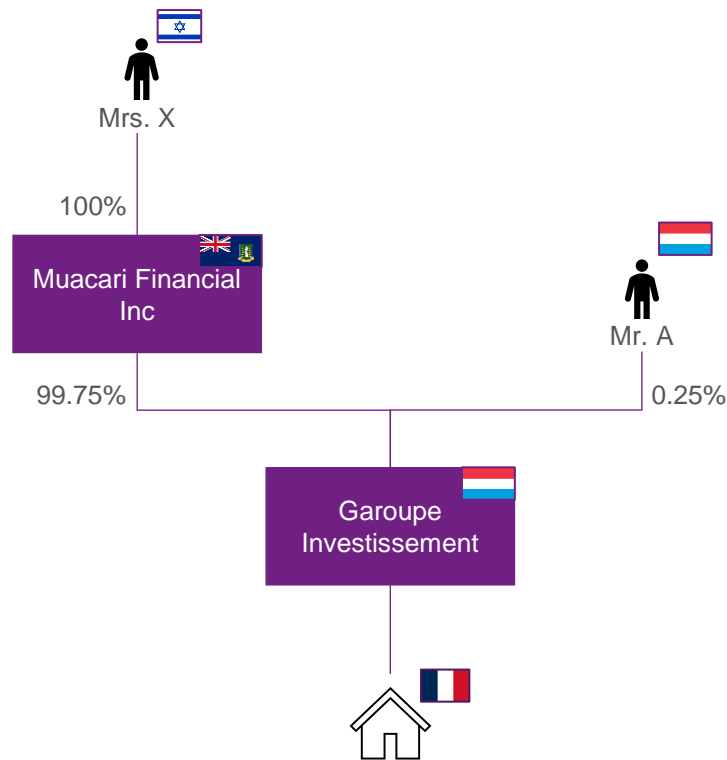 Mrs. X
100%
Muacari Financial
Inc
Mr. A
99.75%
0.25%
Garoupe
Investissement